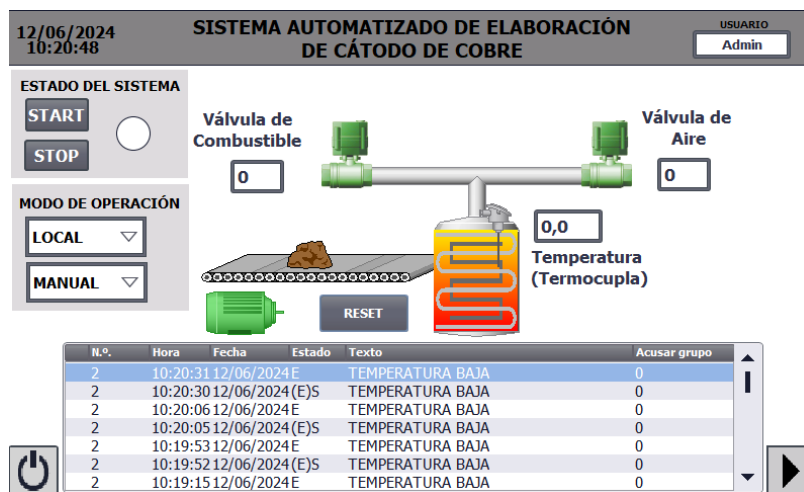 12/06/2024
10:20:48
SISTEMA AUTOMATIZADO DE ELABORACIÓN
DE CÁTODO DE COBRE
USUARIO
Admin
ESTADO DEL SISTEMA
START
STOP
Válvula de
Combustible
0
Válvula de
Aire
0
MODO DE OPERACIÓN
LOCAL
MANUAL
0,0
Temperatura
(Termocupla)
RESET
N.º. Hora Fecha Estado Texto Acusar grupo
2 10:20:31 12/06/2024 E TEMPERATURA BAJA 0
2 10:20:30 12/06/2024 (E)S TEMPERATURA BAJA 0
2 10:20:06 12/06/2024 E TEMPERATURA BAJA 0
2 10:20:05 12/06/2024 (E)S TEMPERATURA BAJA 0
2 10:19:53 12/06/2024 E TEMPERATURA BAJA 0
2 10:19:52 12/06/2024 (E)S TEMPERATURA BAJA 0
2 10:19:15 12/06/2024 E TEMPERATURA BAJA 0